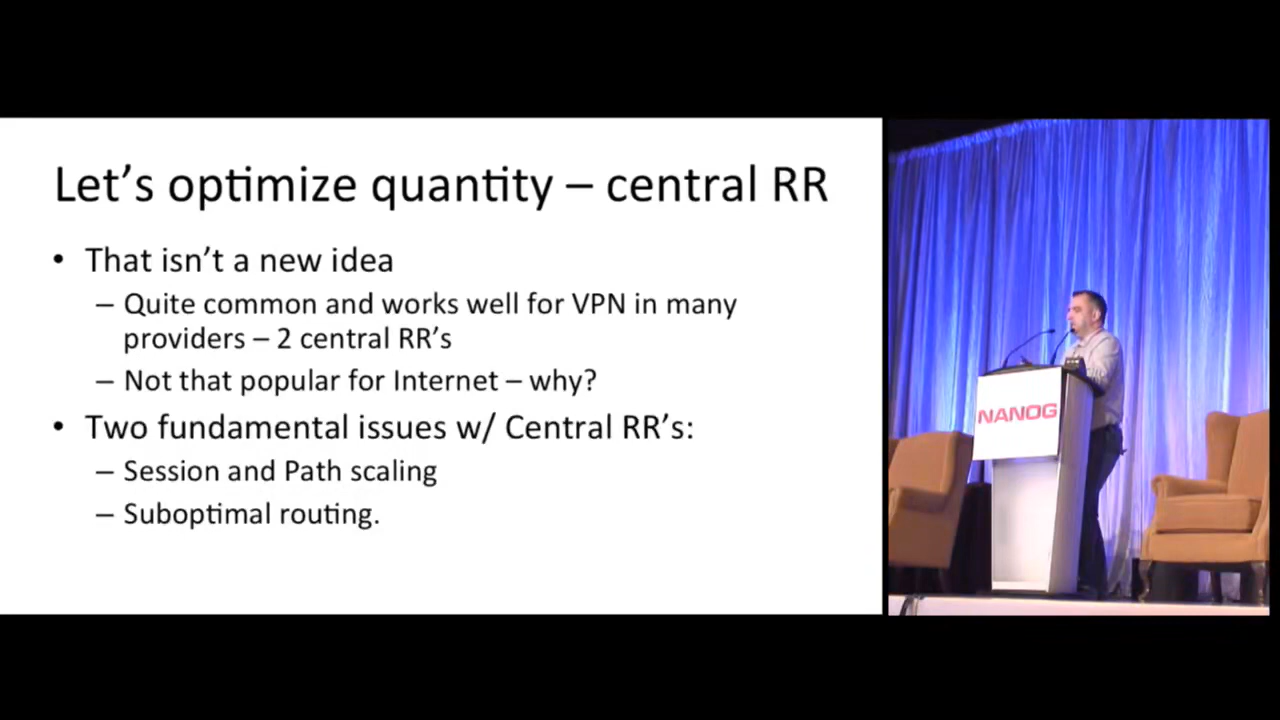 Let's optimize quantity – central RR
• That isn't a new idea
– Quite common and works well for VPN in many
providers – 2 central RR's
– Not that popular for Internet – why?
• Two fundamental issues w/ Central RR's:
– Session and Path scaling
– Suboptimal routing.
NANOG